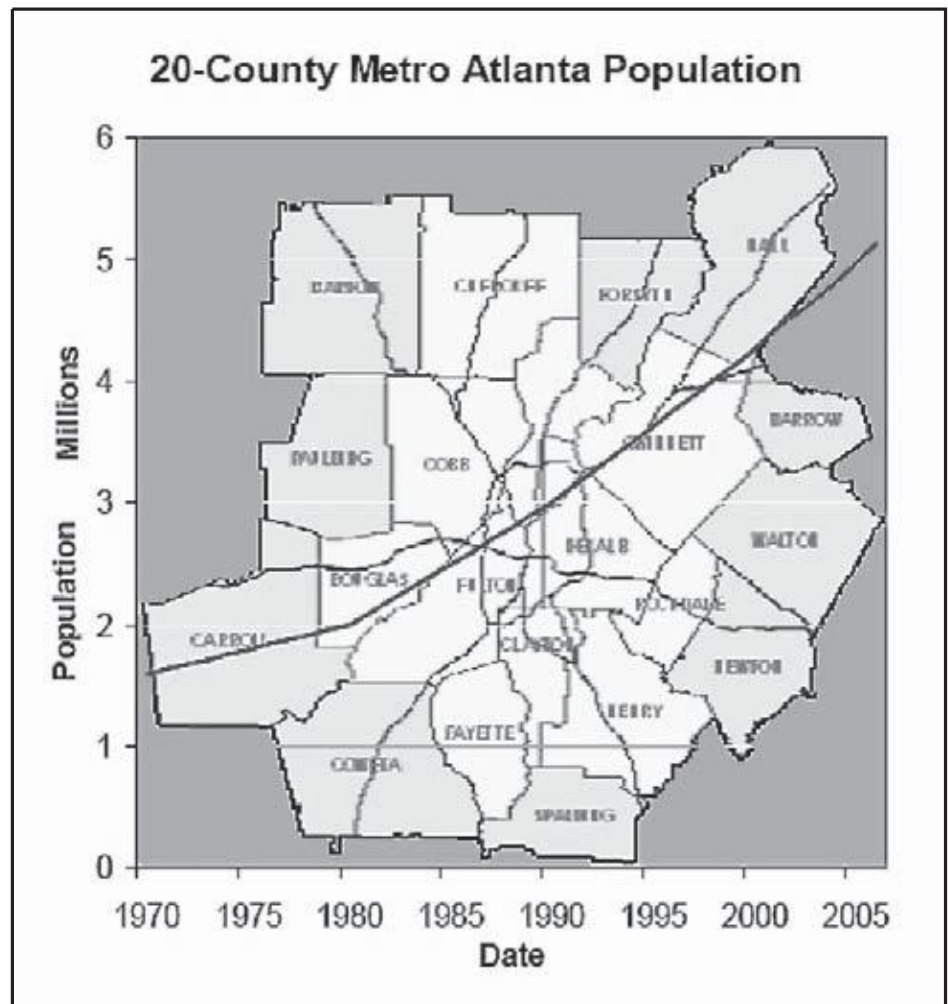 20-County Metro Atlanta Population
6
5
4
3
2
1
0
Population Millions
FORSYTH
HALL
PAULDING
COBB
GWINNETT
BARROW
DOUGLAS
FULTON
DEKALB
WALTON
CARROLL
CLAYTON
ROCKDALE
NEWTON
FAYETTE
HENRY
COWETA
SPALDING
1970 1975 1980 1985 1990 1995 2000 2005
Date